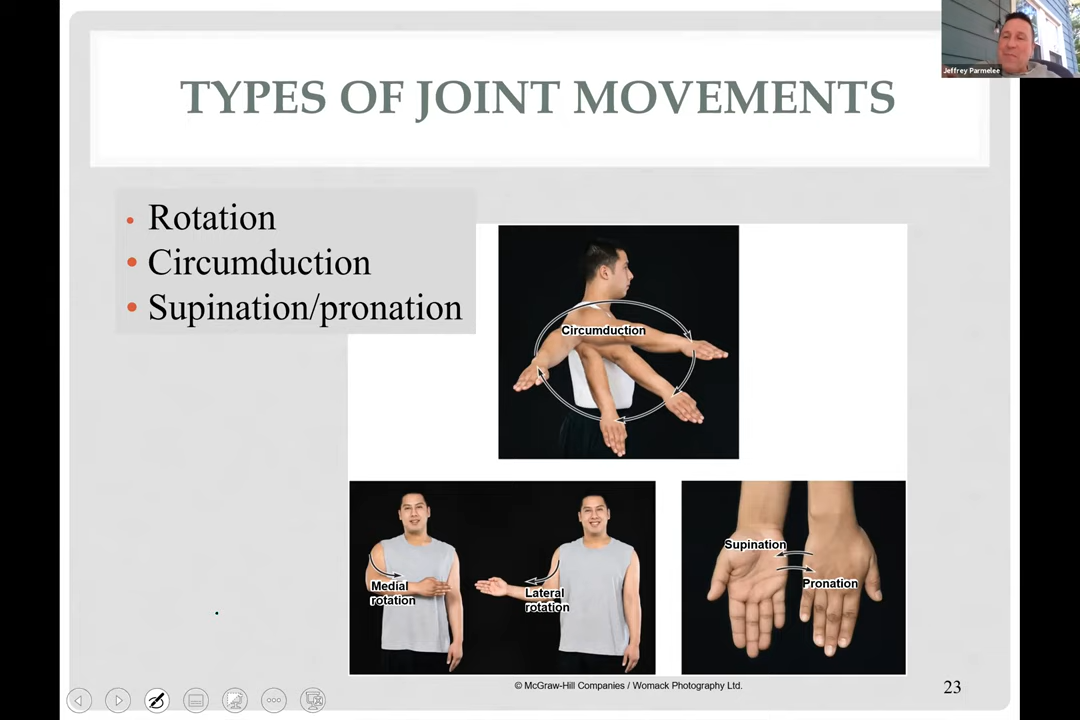 Jeffrey Parmelee
TYPES OF JOINT MOVEMENTS
• Rotation
• Circumduction
• Supination/pronation
Circumduction
Medial
rotation
Lateral
rotation
Supination
Pronation
© McGraw-Hill Companies / Womack Photography Ltd.
23